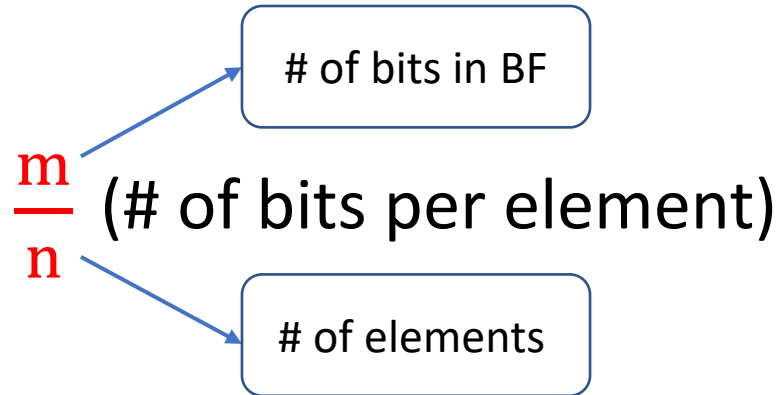 # of bits in BF
m
n
(# of bits per element)
# of elements